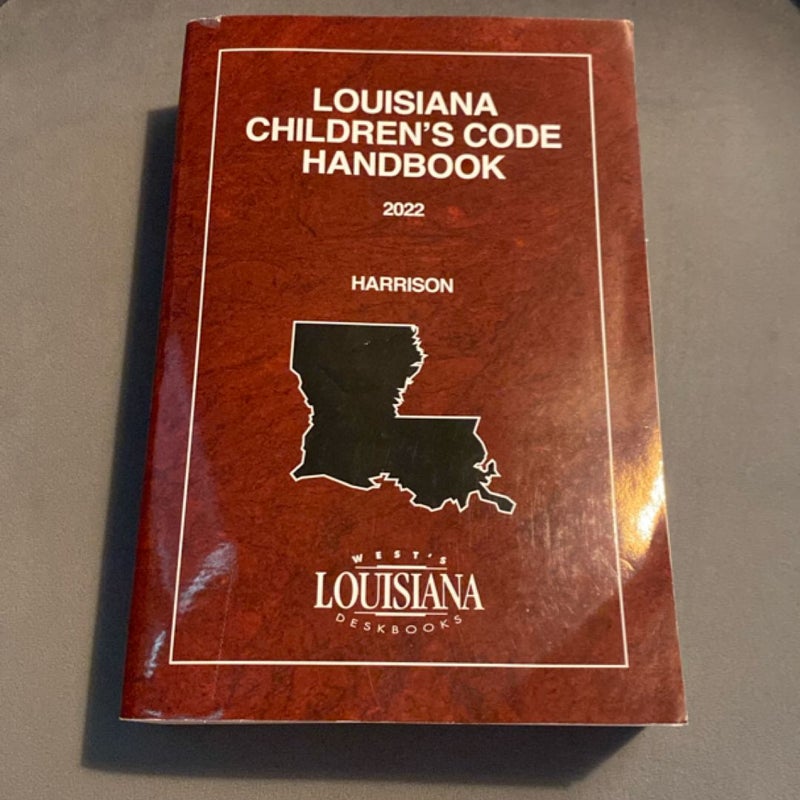 LOUISIANA
CHILDREN'S CODE
HANDBOOK
2022
HARRISON
WEST'S
LOUISIANA
DESKBOOKS